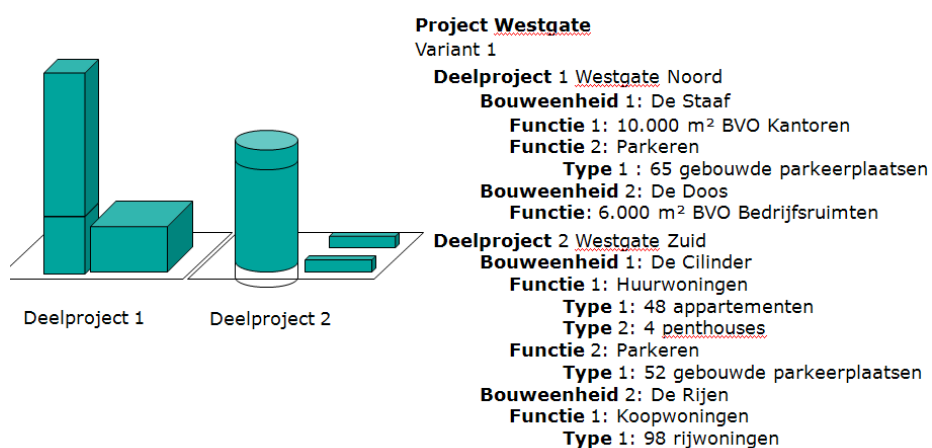 Project Westgate
Variant 1
Deelproject 1 Westgate Noord
Bouweenheid 1: De Staaf
Functie 1: 10.000 m² BVO Kantoren
Functie 2: Parkeren
Type 1 : 65 gebouwde parkeerplaatsen
Bouweenheid 2: De Doos
Functie: 6.000 m² BVO Bedrijfsruimten
Deelproject 2 Westgate Zuid
Bouweenheid 1: De Cilinder
Functie 1: Huurwoningen
Type 1: 48 appartementen
Type 2: 4 penthouses
Functie 2: Parkeren
Type 1: 52 gebouwde parkeerplaatsen
Bouweenheid 2: De Rijen
Functie 1: Koopwoningen
Type 1: 98 rijwoningen
Deelproject 1
Deelproject 2